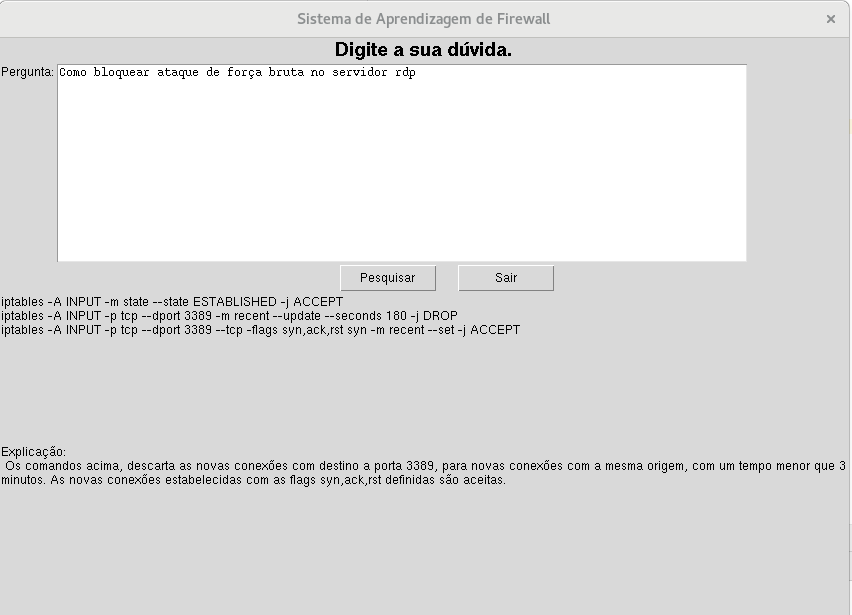 Sistema de Aprendizagem de Firewall
Digite a sua dúvida.
Pergunta: Como bloquear ataque de força bruta no servidor rdp
Pesquisar Sair
iptables -A INPUT -m state --state ESTABLISHED -j ACCEPT
iptables -A INPUT -p tcp --dport 3389 -m recent --update --seconds 180 -j DROP
iptables -A INPUT -p tcp --dport 3389 --tcp -flags syn,ack,rst syn -m recent --set -j ACCEPT
Explicação:
Os comandos acima, descarta as novas conexões com destino a porta 3389, para novas conexões com a mesma origem, com um tempo menor que 3
minutos. As novas conexões estabelecidas com as flags syn,ack,rst definidas são aceitas.